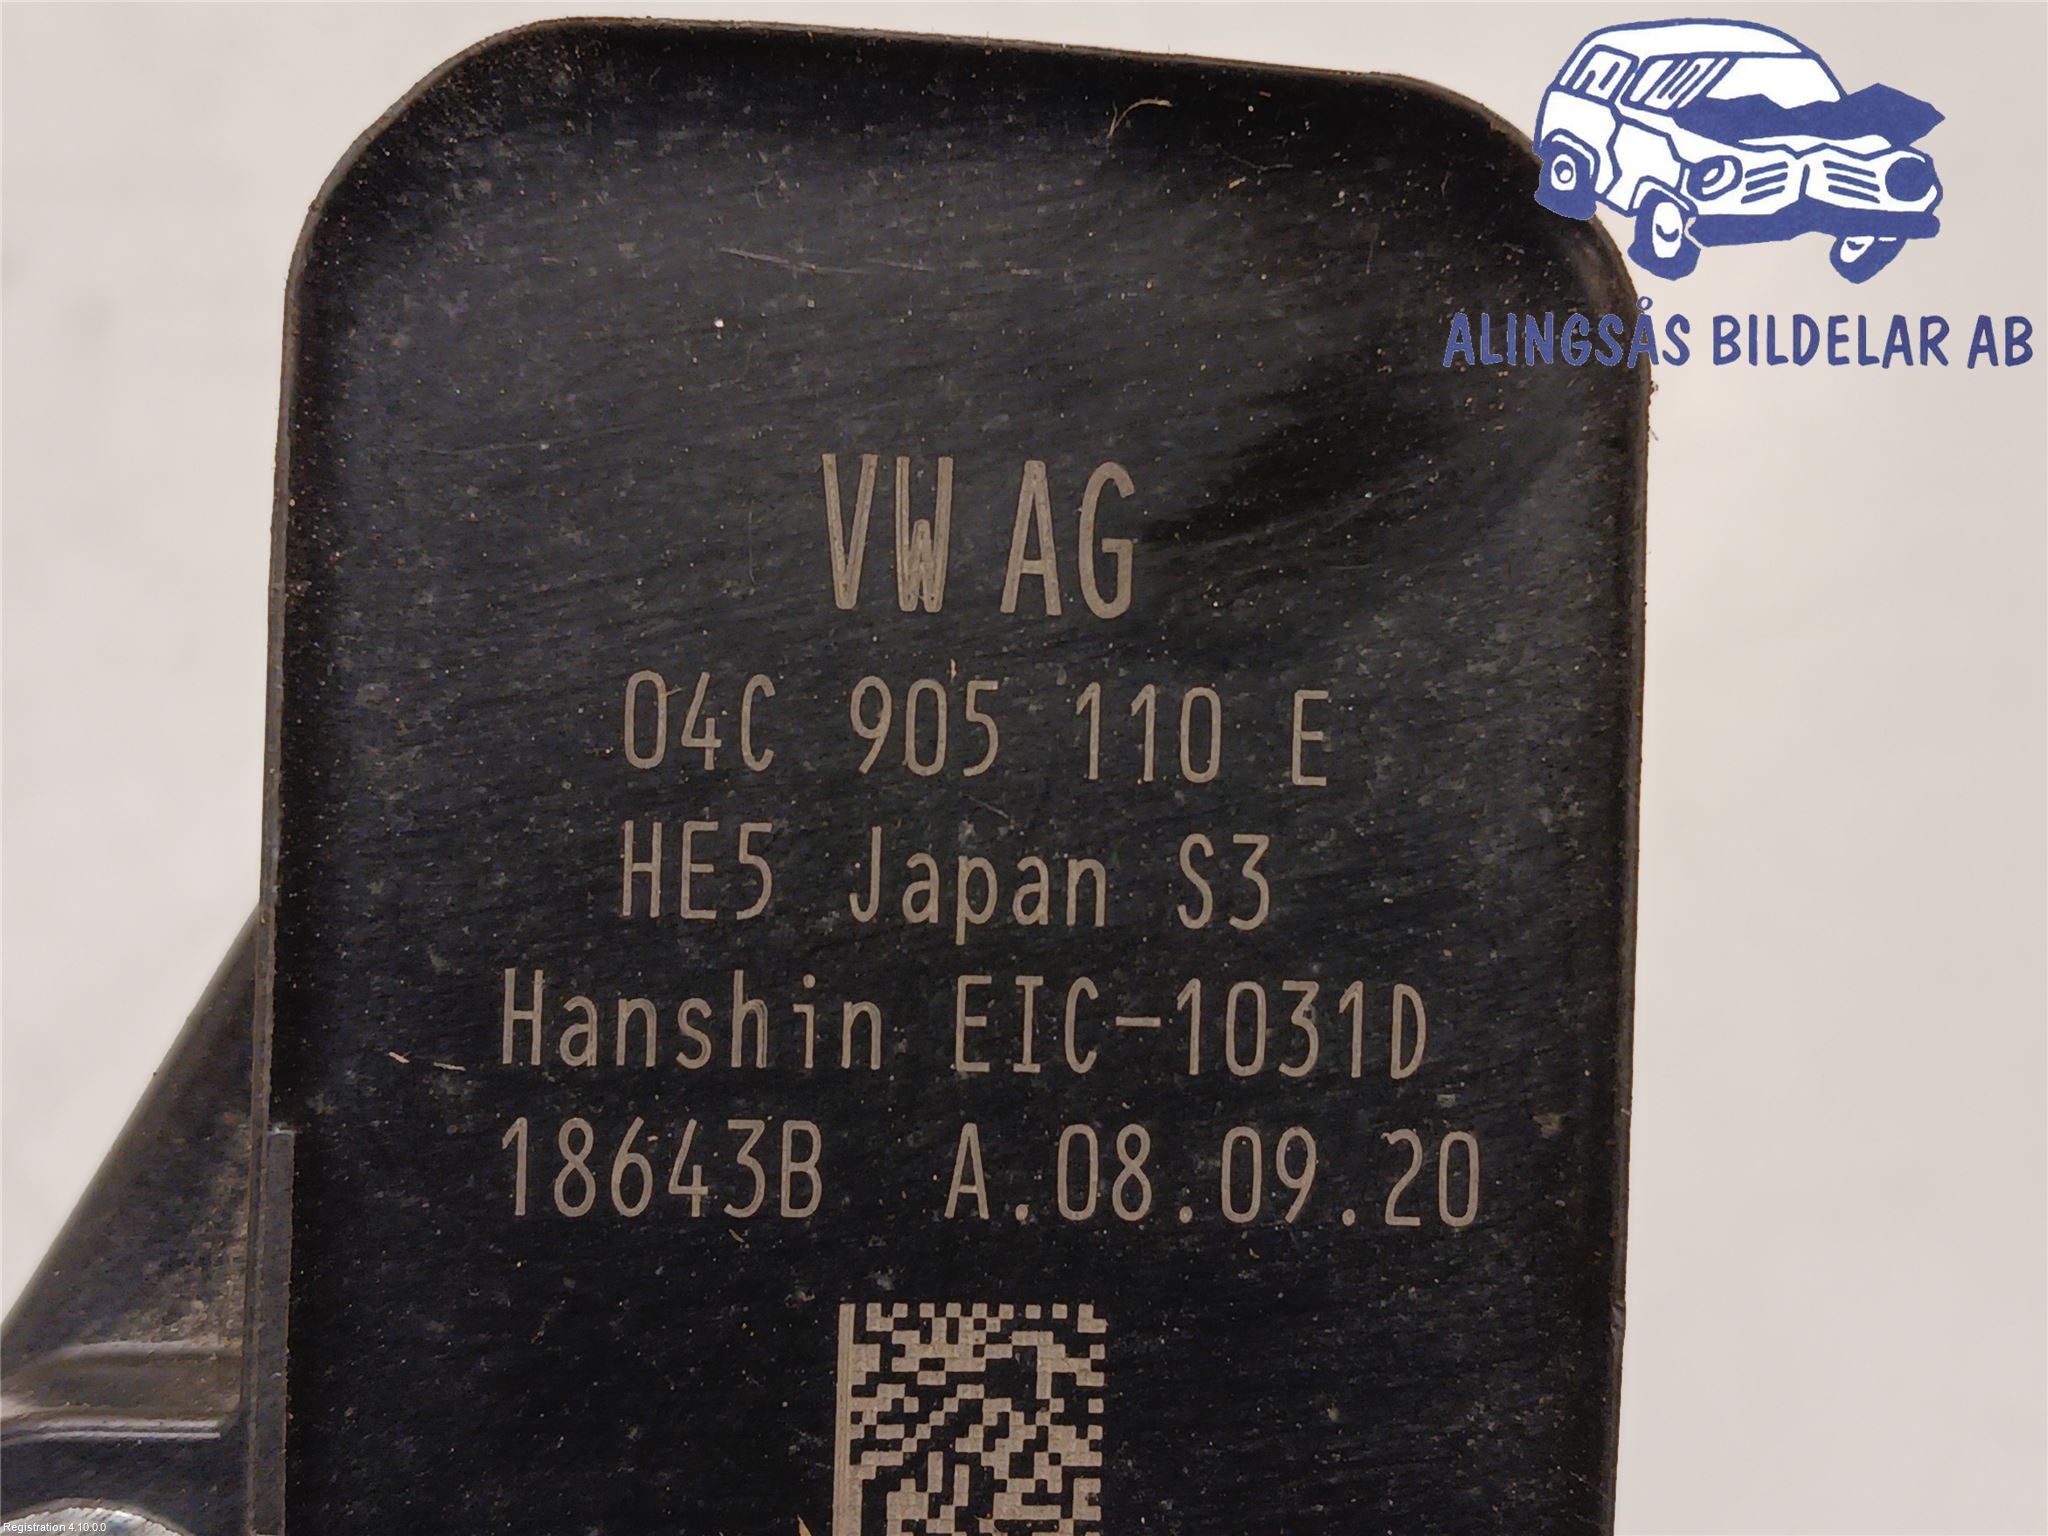 ALINGSÅS BILDELAR AB
VW AG
04C 905 110 E
HE5 Japan S3
Hanshin EIC-1031D
18643B A.08.09.20
Registration 4.10.0.0